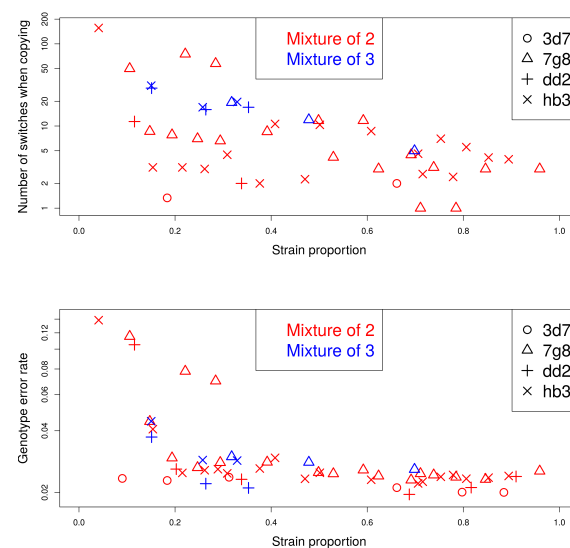 Number of switches when copying
200
100
50
20
10
5
2
1
Mixture of 2
Mixture of 3
3d7
7g8
dd2
hb3
0.0 0.2 0.4 0.6 0.8 1.0
Strain proportion
Genotype error rate
0.12
0.08
0.06
0.04
0.02
Mixture of 2
Mixture of 3
3d7
7g8
dd2
hb3
0.0 0.2 0.4 0.6 0.8 1.0
Strain proportion